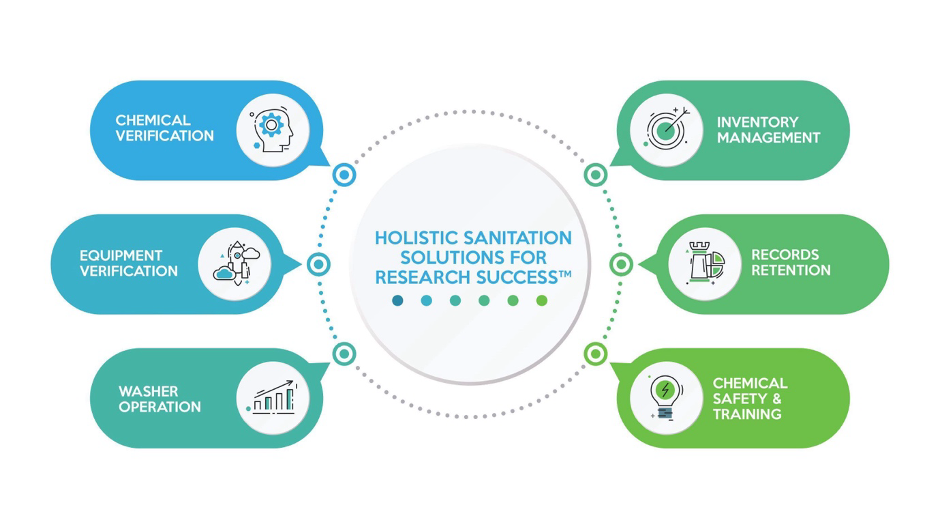 CHEMICAL
VERIFICATION
EQUIPMENT
VERIFICATION
WASHER
OPERATION
HOLISTIC SANITATION
SOLUTIONS FOR
RESEARCH SUCCESS™
INVENTORY
MANAGEMENT
RECORDS
RETENTION
CHEMICAL
SAFETY &
TRAINING